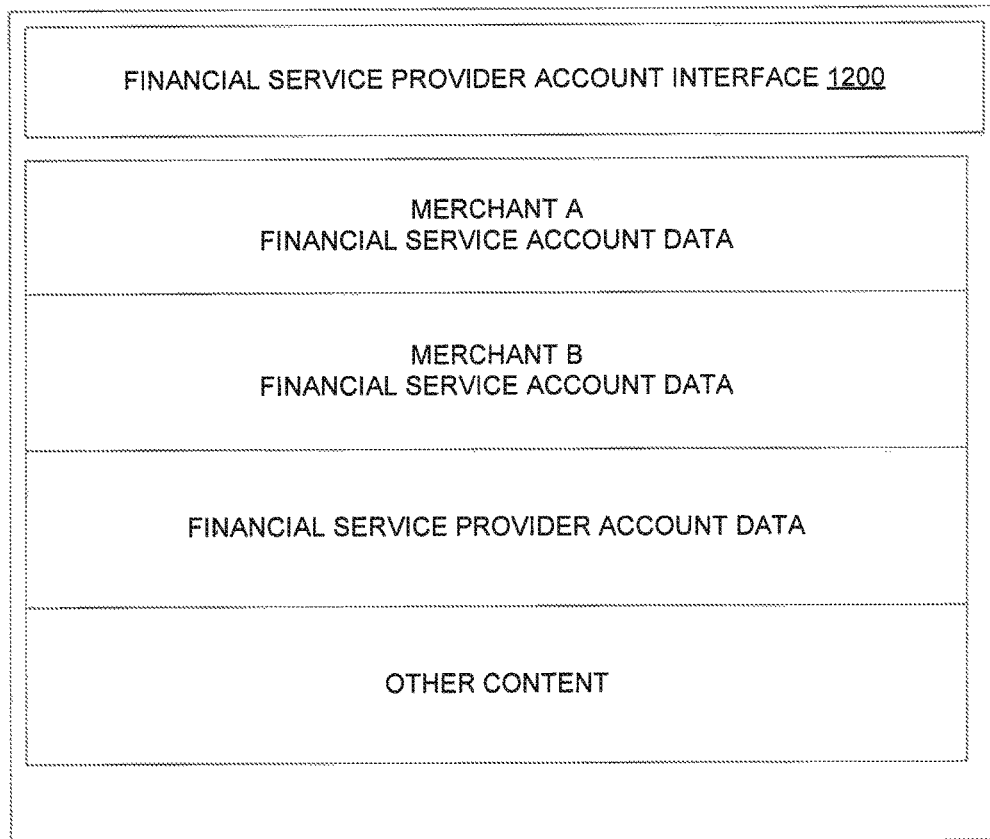 FINANCIAL SERVICE PROVIDER ACCOUNT INTERFACE 1200
MERCHANT A
FINANCIAL SERVICE ACCOUNT DATA
MERCHANT B
FINANCIAL SERVICE ACCOUNT DATA
FINANCIAL SERVICE PROVIDER ACCOUNT DATA
OTHER CONTENT